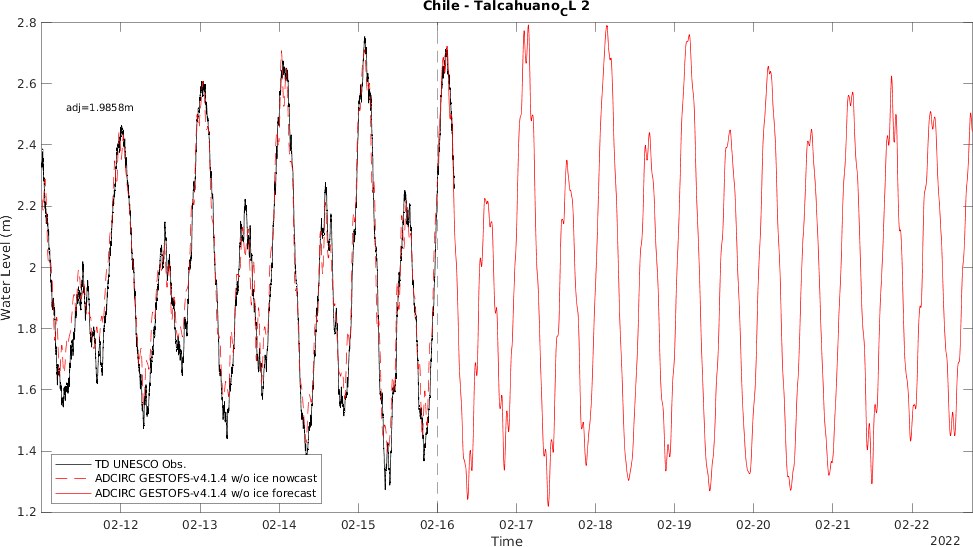 Chile - Talcahuano_CL 2
2.8
2.6
adj=1.9858m
2.4
2.2
Water Level (m)
2
1.8
1.6
1.4
TD UNESCO Obs.
ADCIRC GESTOFS-v4.1.4 w/o ice nowcast
ADCIRC GESTOFS-v4.1.4 w/o ice forecast
1.2
02-12 02-13 02-14 02-15 02-16 02-17 02-18 02-19 02-20 02-21 02-22
Time
2022